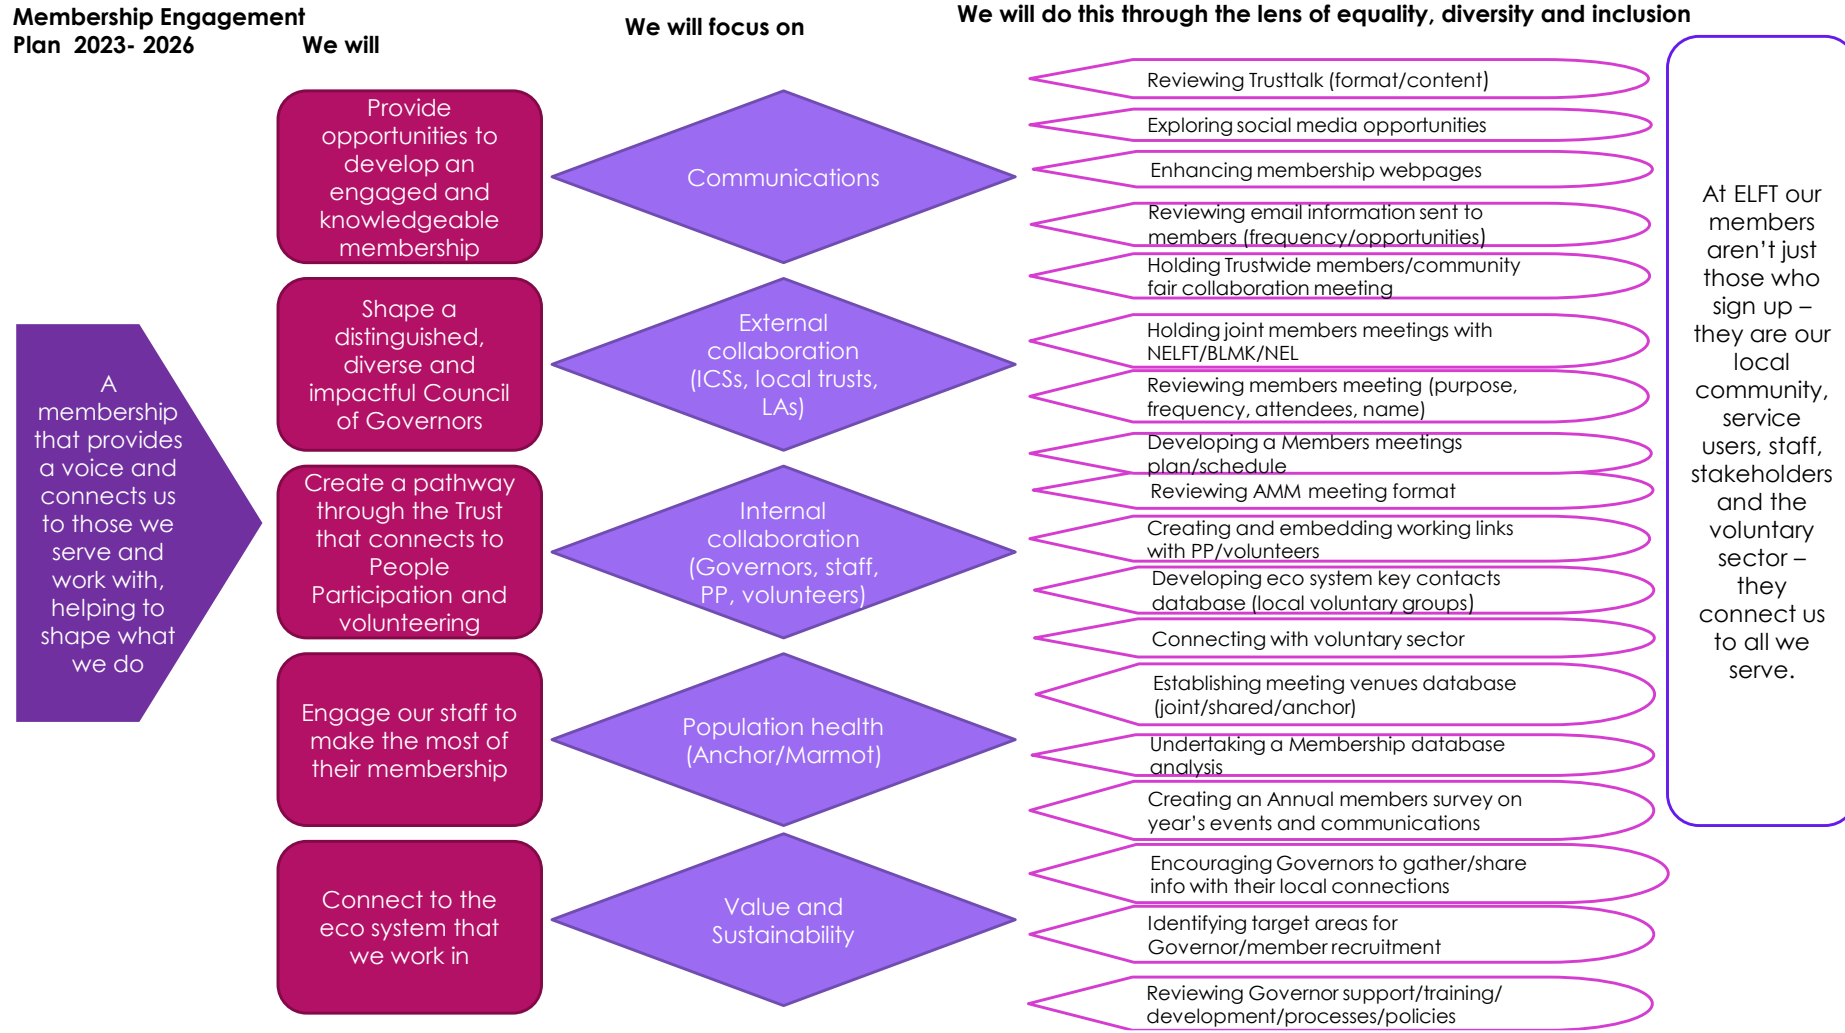 Membership Engagement
Plan 2023- 2026
We will
We will focus on
We will do this through the lens of equality, diversity and inclusion
A
membership
that provides
a voice and
connects us
to those we
serve and
work with,
helping to
shape what
we do
Provide
opportunities to
develop an
engaged and
knowledgeable
membership
Shape a
distinguished,
diverse and
impactful Council
of Governors
Create a pathway
through the Trust
that connects to
People
Participation and
volunteering
Engage our staff to
make the most of
their membership
Connect to the
eco system that
we work in
Communications
External
collaboration
(ICSs, local trusts,
LAs)
Internal
collaboration
(Governors, staff,
PP, volunteers)
Population health
(Anchor/Marmot)
Value and
Sustainability
Reviewing Trusttalk (format/content)
Exploring social media opportunities
Enhancing membership webpages
Reviewing email information sent to
members (frequency/opportunities)
Holding Trustwide members/community
fair collaboration meeting
Holding joint members meetings with
NELFT/BLMK/NEL
Reviewing members meeting (purpose,
frequency, attendees, name)
Developing a Members meetings
plan/schedule
Reviewing AMM meeting format
Creating and embedding working links
with PP/volunteers
Developing eco system key contacts
database (local voluntary groups)
Connecting with voluntary sector
Establishing meeting venues database
(joint/shared/anchor)
Undertaking a Membership database
analysis
Creating an Annual members survey on
year’s events and communications
Encouraging Governors to gather/share
info with their local connections
Identifying target areas for
Governor/member recruitment
Reviewing Governor support/training/
development/processes/policies
At ELFT our
members
aren’t just
those who
sign up –
they are our
local
community,
service
users, staff,
stakeholders
and the
voluntary
sector –
they
connect us
to all we
serve.